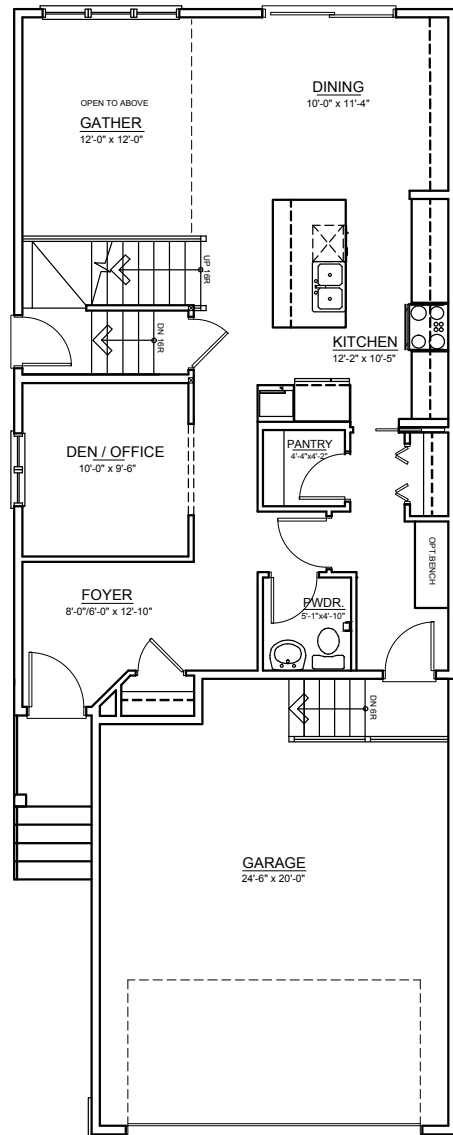 DINING
10'-0" x 11'-4"
OPEN TO ABOVE
GATHER
12'-0" x 12'-0"
UP 16R
DN 16R
KITCHEN
12'-2" x 10'-5"
DEN / OFFICE
10'-0" x 9'-6"
PANTRY
4'-4"x4'-2"
OPT.BENCH
FOYER
8'-0"/6'-0" x 12'-10"
PWDR.
5'-1"x4'-10"
DN 6R
GARAGE
24'-6" x 20'-0"